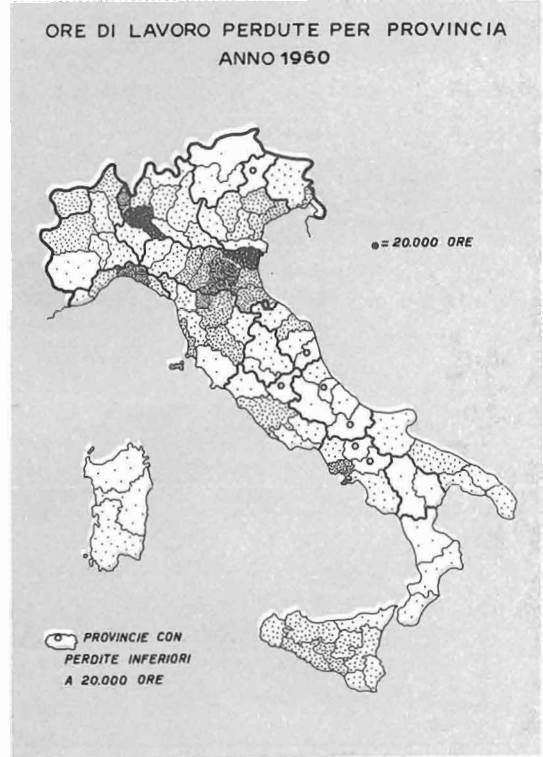 ORE DI LAVORO PERDUTE PER PROVINCIA
ANNO 1960
= 20.000 ORE
PROVINCIE CON
PERDITE INFERIORI
A 20.000 ORE